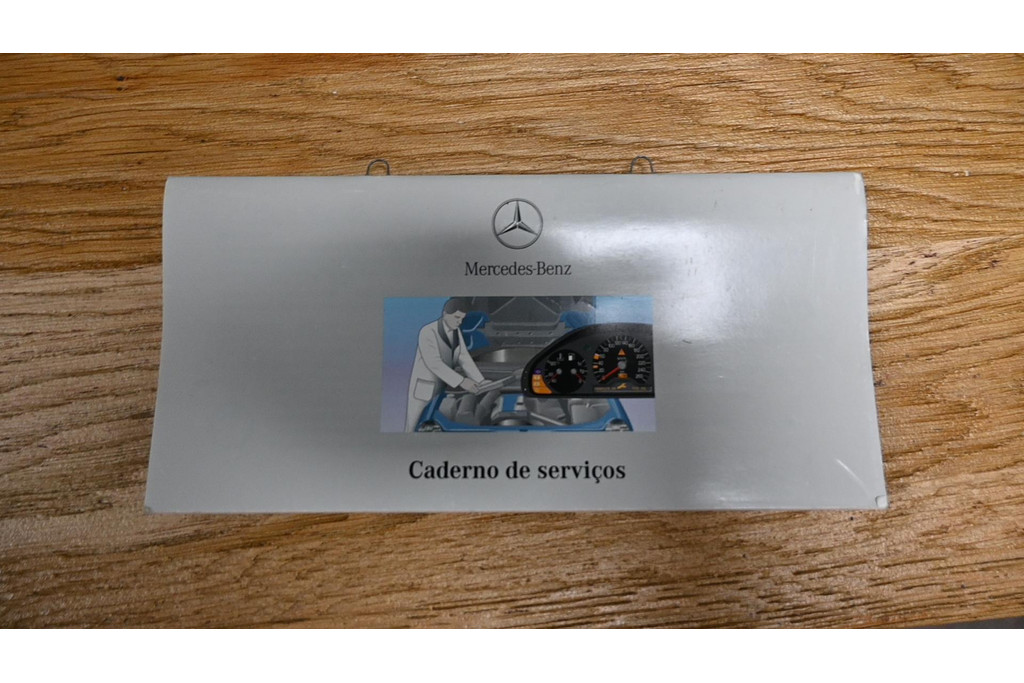 Mercedes-Benz
Caderno de serviços